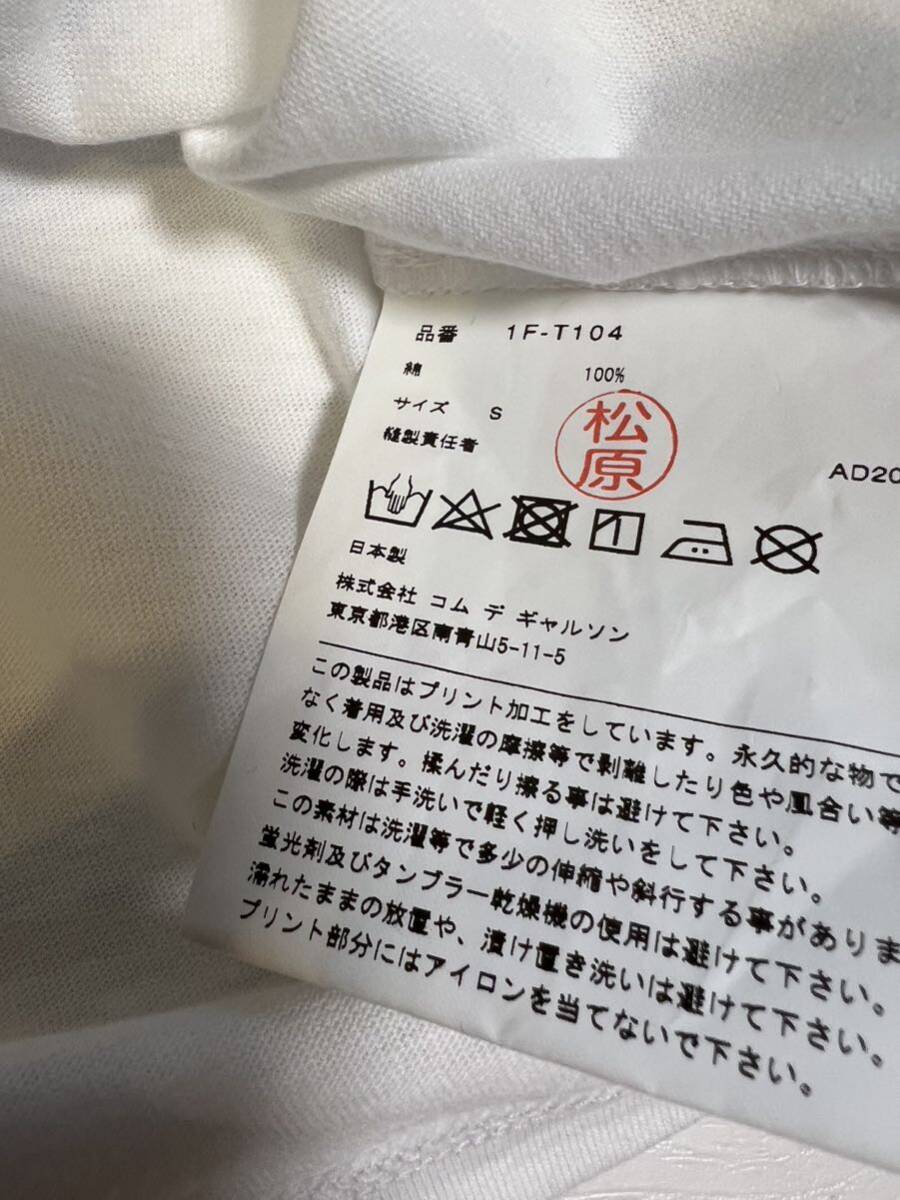 品番 1F-T104
綿 100%
サイズ S
縫製責任者 松原 AD20
日本製
株式会社 コム デ ギャルソン
東京都港区南青山5-11-5
この製品はプリント加工をしています。永久的な物で
なく着用及び洗濯の摩擦等で剥離したり色や風合い等
変化します。揉んだり擦る事は避けて下さい。
洗濯の際は手洗いで軽く押し洗いをして下さい。
この素材は洗濯等で多少の伸縮や斜行する事がありま
蛍光剤及びタンブラー乾燥機の使用は避けて下さい。
濡れたままの放置や、漬け置き洗いは避けて下さい。
プリント部分にはアイロンを当てないで下さい。